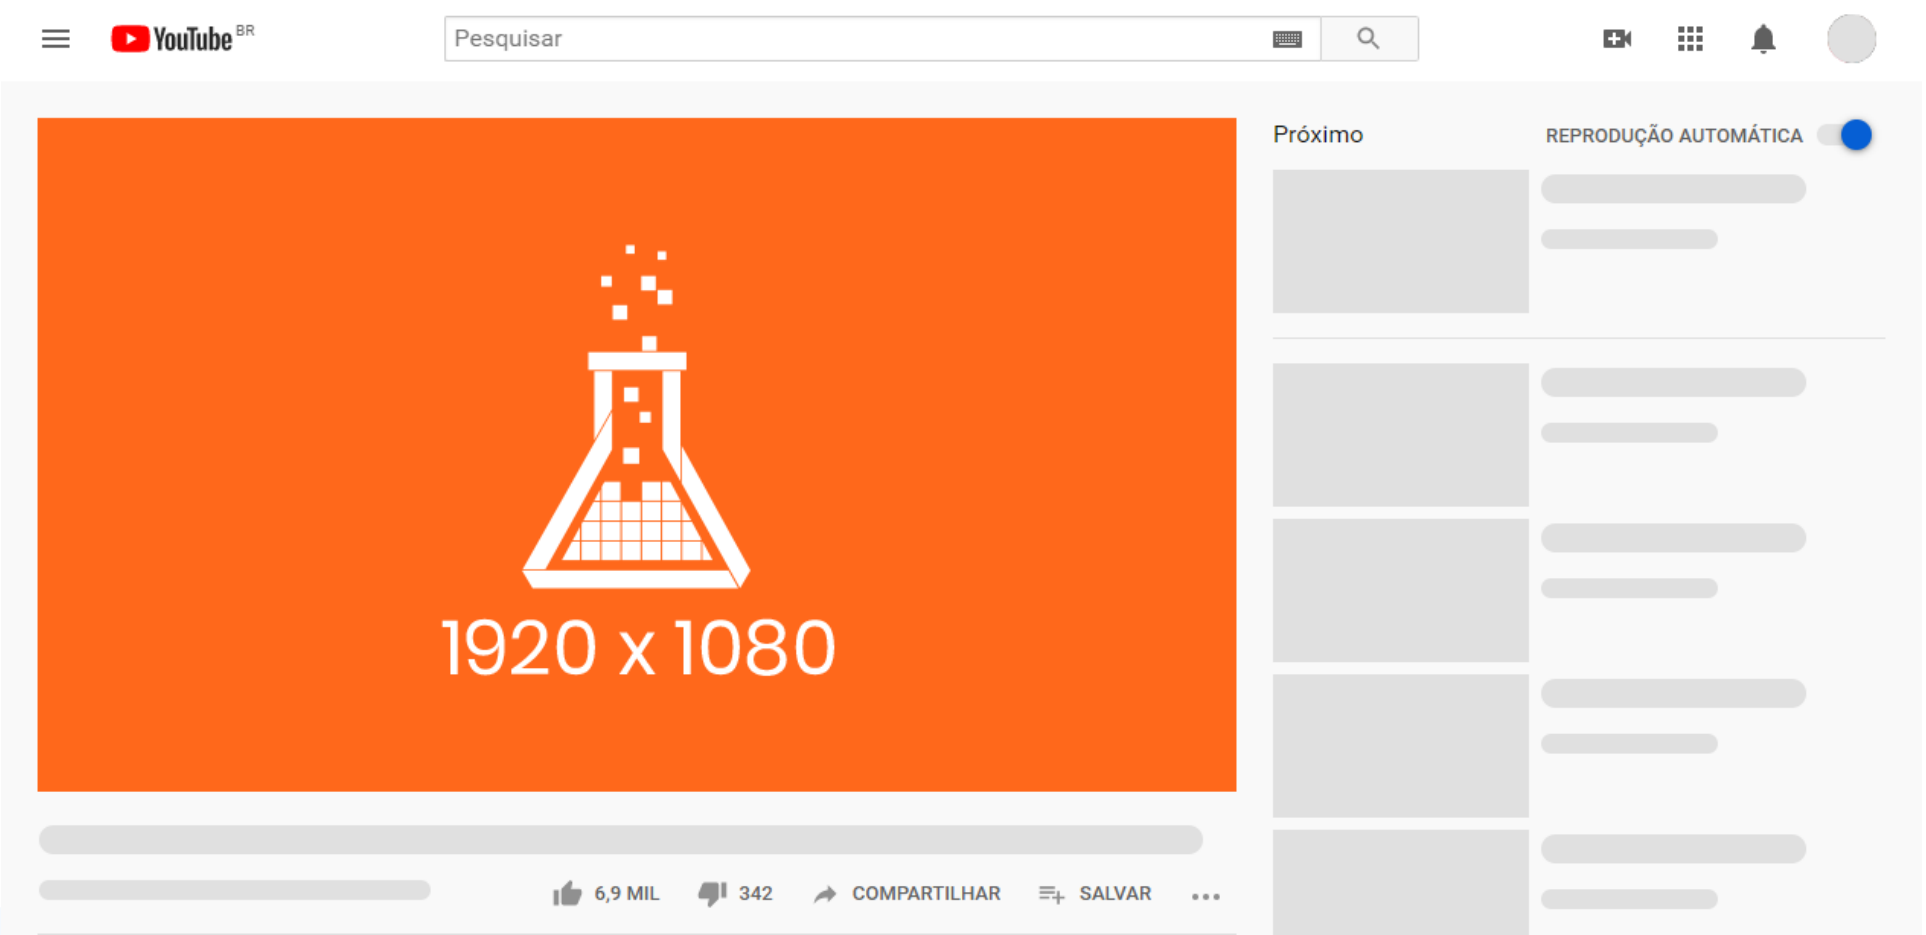 YouTube BR
Pesquisar
Próximo
REPRODUÇÃO AUTOMÁTICA
1920 x 1080
6,9 MIL
342
COMPARTILHAR
SALVAR